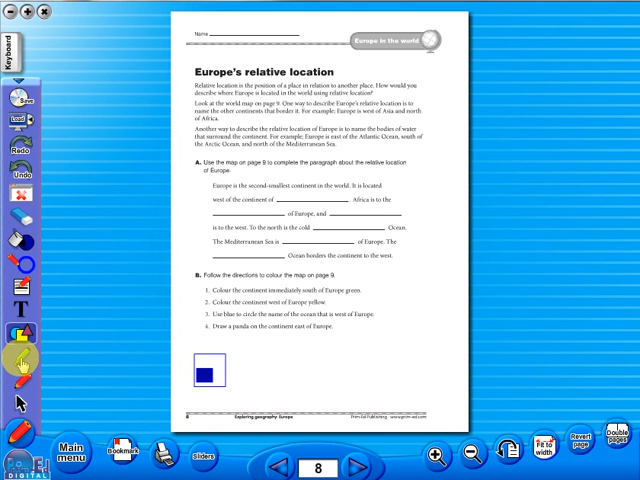 Keyboard
Save
Load
Redo
Undo
T
Name
Europe in the world
Europe's relative location
Relative location is the position of a place in relation to another place. How would you
describe where Europe is located in the world using relative location?
Look at the world map on page 9. One way to describe Europe's relative location is to
name the other continents that border it. For example; Europe is west of Asia and north
of Africa.
Another way to describe the relative location of Europe is to name the bodies of water
that surround the continent. For example; Europe is east of the Atlantic Ocean, south of
the Arctic Ocean, and north of the Mediterranean Sea.
A. Use the map on page 9 to complete the paragraph about the relative location
of Europe.
Europe is the second-smallest continent in the world. It is located
west of the continent of . Africa is to the
of Europe, and
is to the west. To the north is the cold Ocean.
The Mediterranean Sea is of Europe. The
Ocean borders the continent to the west.
B. Follow the directions to colour the map on page 9.
1. Colour the continent immediately south of Europe green.
2. Colour the continent west of Europe yellow.
3. Use blue to circle the name of the ocean that is west of Europe.
4. Draw a panda on the continent east of Europe.
8 Exploring geography: Europe Prim-Ed Publishing www.prim-ed.com
DIGITAL
Main
menu
Bookmark
Sliders
8
Fit to
width
Revert
page
Double
pages